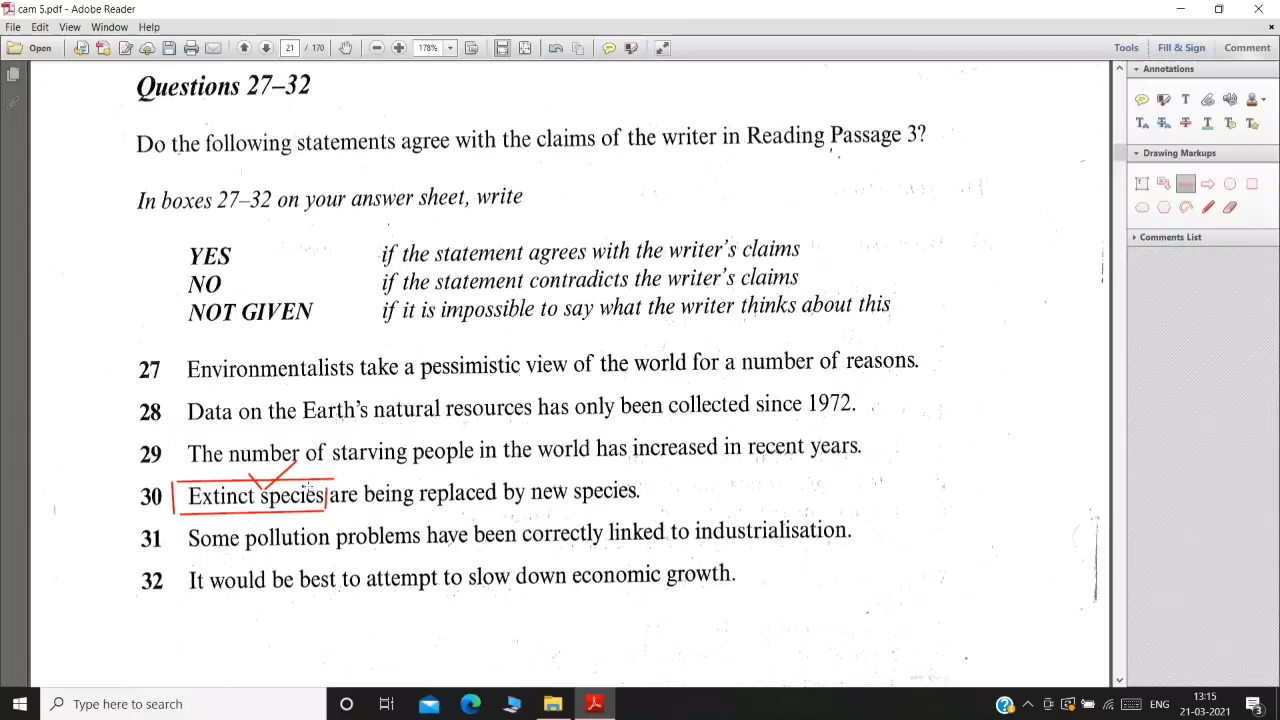 cam 5.pdf - Adobe Reader
File Edit View Window Help
Open 21 / 170 178% Tools Fill & Sign Comment
Annotations
Drawing Markups
Comments List
Questions 27–32
Do the following statements agree with the claims of the writer in Reading Passage 3?
In boxes 27–32 on your answer sheet, write
YES if the statement agrees with the writer's claims
NO if the statement contradicts the writer's claims
NOT GIVEN if it is impossible to say what the writer thinks about this
27 Environmentalists take a pessimistic view of the world for a number of reasons.
28 Data on the Earth's natural resources has only been collected since 1972.
29 The number of starving people in the world has increased in recent years.
30 Extinct species are being replaced by new species.
31 Some pollution problems have been correctly linked to industrialisation.
32 It would be best to attempt to slow down economic growth.
Type here to search
ENG
13:15
21-03-2021
3